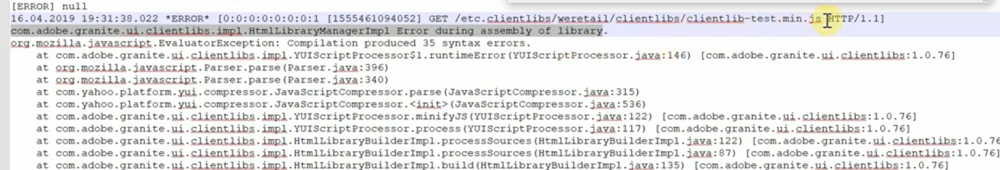 [ERROR] null
16.04.2019 19:31:38.022 *ERROR* [0:0:0:0:0:0:0:1 [1555461094052] GET /etc.clientlibs/weretail/clientlibs/clientlib-test.min.js HTTP/1.1]
com.adobe.granite.ui.clientlibs.impl.HtmlLibraryManagerImpl Error during assembly of library.
org.mozilla.javascript.EvaluatorException: Compilation produced 35 syntax errors.
at com.adobe.granite.ui.clientlibs.impl.YUIScriptProcessor$1.runtimeError(YUIScriptProcessor.java:146) [com.adobe.granite.ui.clientlibs:1.0.76]
at org.mozilla.javascript.Parser.parse(Parser.java:396)
at org.mozilla.javascript.Parser.parse(Parser.java:340)
at com.yahoo.platform.yui.compressor.JavaScriptCompressor.parse(JavaScriptCompressor.java:315)
at com.yahoo.platform.yui.compressor.JavaScriptCompressor.<init>(JavaScriptCompressor.java:536)
at com.adobe.granite.ui.clientlibs.impl.YUIScriptProcessor.minifyJS(YUIScriptProcessor.java:122) [com.adobe.granite.ui.clientlibs:1.0.76]
at com.adobe.granite.ui.clientlibs.impl.YUIScriptProcessor.process(YUIScriptProcessor.java:117) [com.adobe.granite.ui.clientlibs:1.0.76]
at com.adobe.granite.ui.clientlibs.impl.HtmlLibraryBuilderImpl.processSources(HtmlLibraryBuilderImpl.java:122) [com.adobe.granite.ui.clientlibs:1.0.76
at com.adobe.granite.ui.clientlibs.impl.HtmlLibraryBuilderImpl.processSources(HtmlLibraryBuilderImpl.java:87) [com.adobe.granite.ui.clientlibs:1.0.76]
at com.adobe.granite.ui.clientlibs.impl.HtmlLibraryBuilderImpl.build(HtmlLibraryBuilderImpl.java:135) [com.adobe.granite.ui.clientlibs:1.0.76]